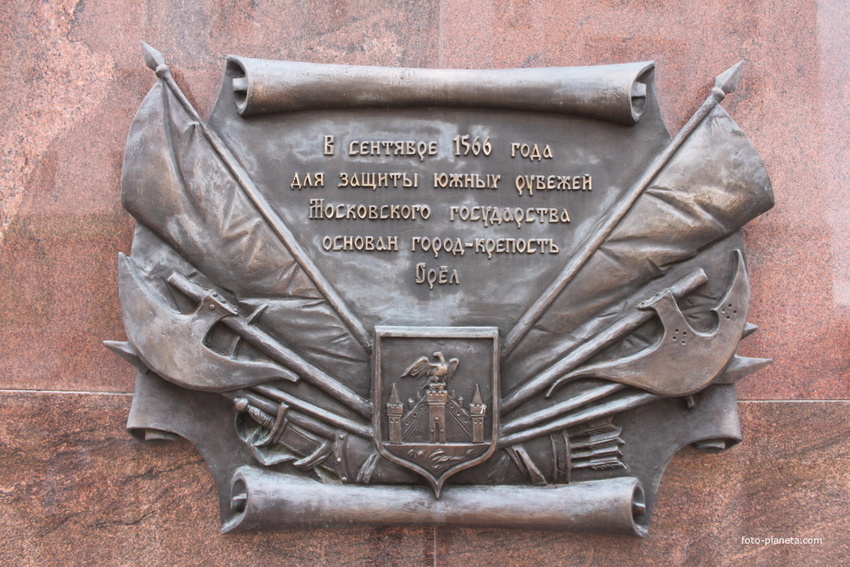 В сентябре 1566 года
для защиты южных рубежей
Московского государства
основан город-крепость
Орёл
foto-planeta.com